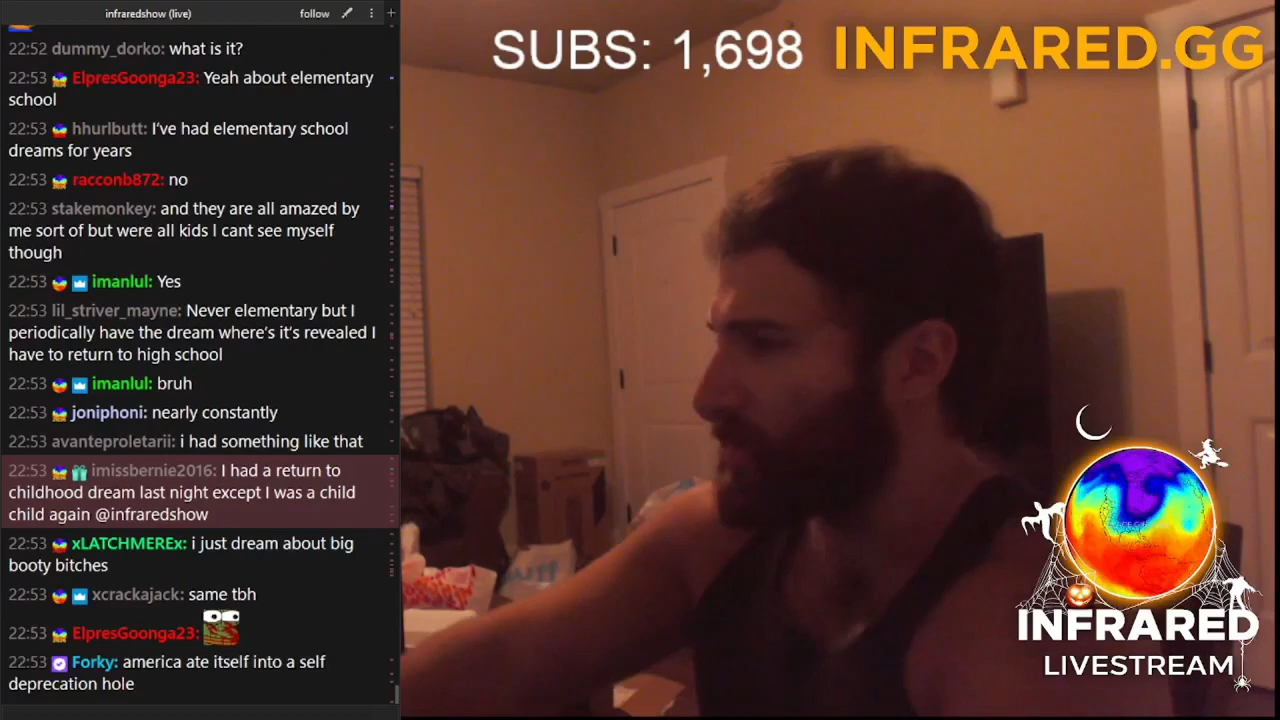 infraredshow (live)
follow
SUBS: 1,698
INFRARED.GG
22:52 dummy_dorko: what is it?
22:53 ElpresGoonga23: Yeah about elementary
school
22:53 hhurlbutt: I've had elementary school
dreams for years
22:53 racconb872: no
22:53 stakemonkey: and they are all amazed by
me sort of but were all kids I cant see myself
though
22:53 imanlul: Yes
22:53 lil_striver_mayne: Never elementary but I
periodically have the dream where's it's revealed I
have to return to high school
22:53 imanlul: bruh
22:53 joniphoni: nearly constantly
22:53 avanteproletarii: i had something like that
22:53 imissbernie2016: I had a return to
childhood dream last night except I was a child
child again @infraredshow
22:53 xLATCHMEREx: i just dream about big
booty bitches
22:53 xcrackajack: same tbh
22:53 ElpresGoonga23:
22:53 Forky: america ate itself into a self
deprecation hole
INFRARED
LIVESTREAM